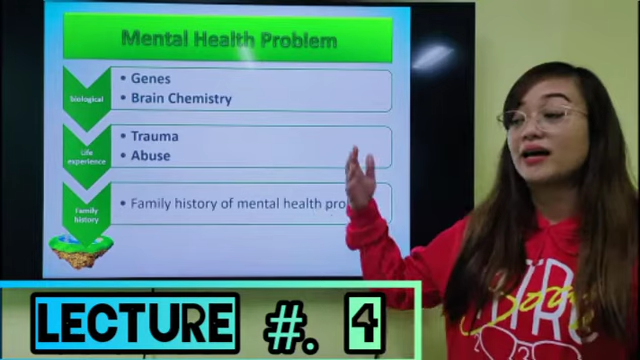 Mental Health Problem
biological
• Genes
• Brain Chemistry
Life
experience
• Trauma
• Abuse
Family
history
• Family history of mental health pro
LECTURE #. 4